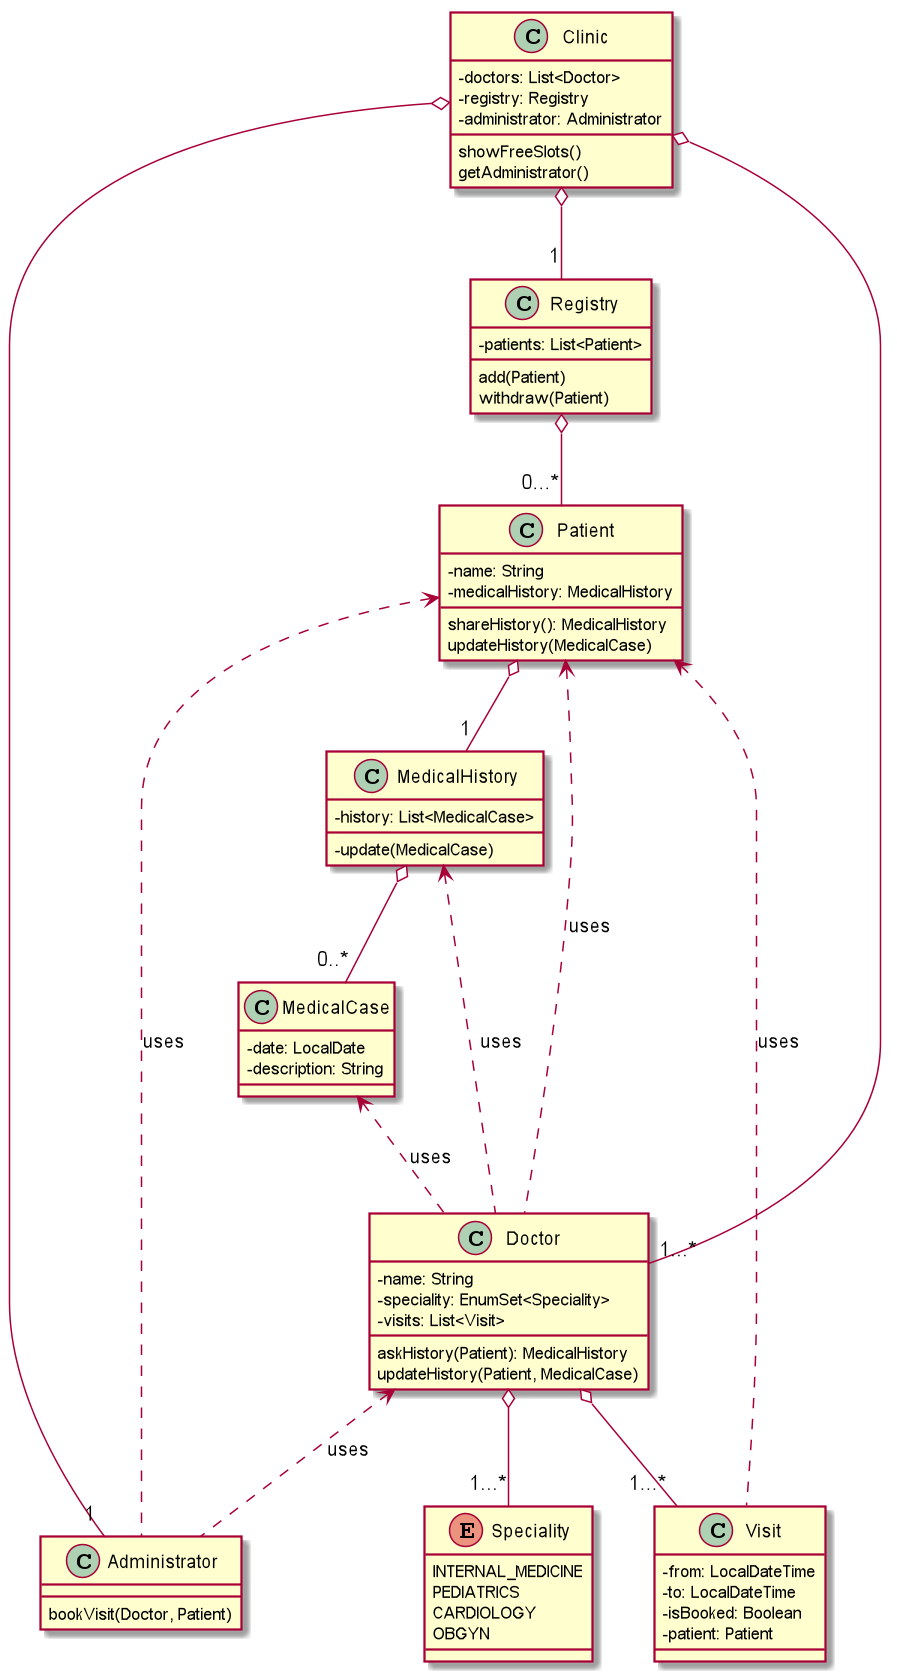 C Clinic
-doctors: List<Doctor>
-registry: Registry
-administrator: Administrator
showFreeSlots()
getAdministrator()
1
C Registry
-patients: List<Patient>
add(Patient)
withdraw(Patient)
0...*
C Patient
-name: String
-medicalHistory: MedicalHistory
shareHistory(): MedicalHistory
updateHistory(MedicalCase)
1
C MedicalHistory
-history: List<MedicalCase>
-update(MedicalCase)
uses
0..*
C MedicalCase
-date: LocalDate
-description: String
uses
uses
uses
uses
C Doctor
1...*
-name: String
-speciality: EnumSet<Speciality>
-visits: List<Visit>
askHistory(Patient): MedicalHistory
updateHistory(Patient, MedicalCase)
uses
1...*
1...*
1
C Administrator
bookVisit(Doctor, Patient)
E Speciality
INTERNAL_MEDICINE
PEDIATRICS
CARDIOLOGY
OBGYN
C Visit
-from: LocalDateTime
-to: LocalDateTime
-isBooked: Boolean
-patient: Patient